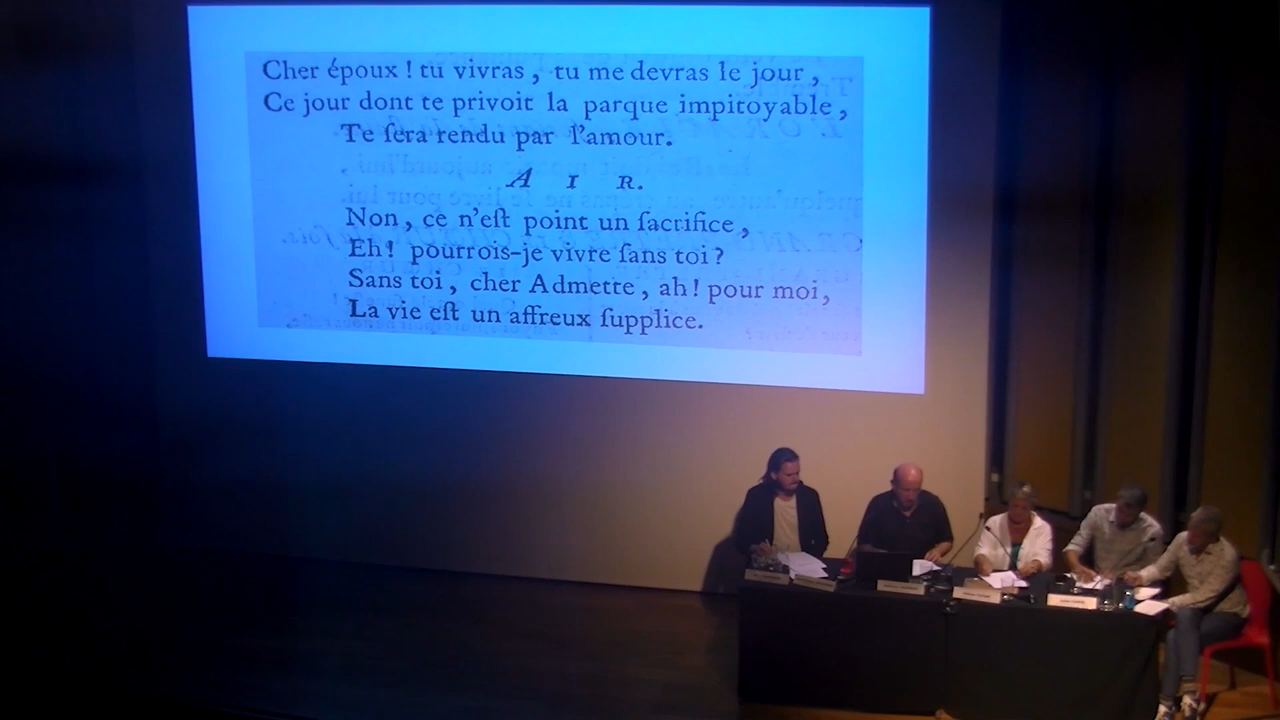 Cher époux ! tu vivras, tu me devras le jour,
Ce jour dont te privoit la parque impitoyable,
Te ſera rendu par l'amour.
AIR.
Non, ce n'eſt point un ſacrifice,
Eh! pourrois-je vivre ſans toi ?
Sans toi, cher Admette, ah! pour moi,
La vie eſt un affreux ſupplice.